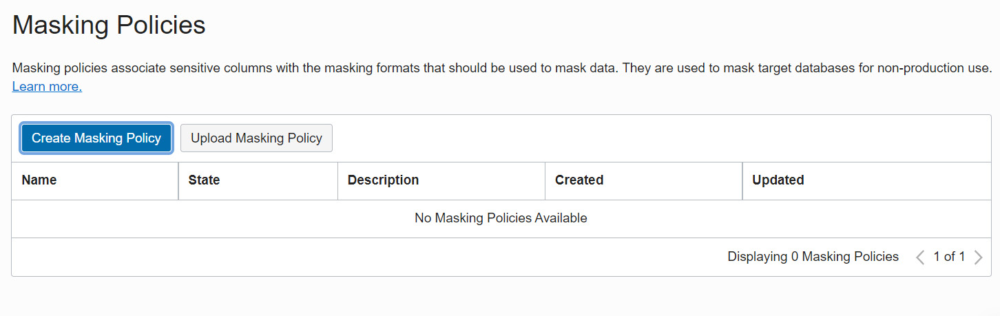 Masking Policies
Masking policies associate sensitive columns with the masking formats that should be used to mask data. They are used to mask target databases for non-production use.
Learn more.
Create Masking Policy Upload Masking Policy
Name State Description Created Updated
No Masking Policies Available
Displaying 0 Masking Policies 1 of 1